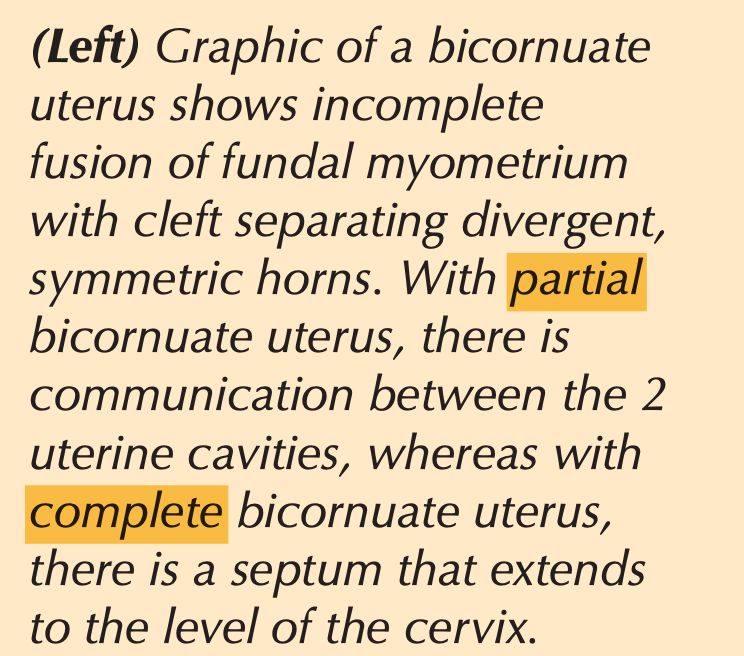 (Left) Graphic of a bicornuate
uterus shows incomplete
fusion of fundal myometrium
with cleft separating divergent,
symmetric horns. With partial
bicornuate uterus, there is
communication between the 2
uterine cavities, whereas with
complete bicornuate uterus,
there is a septum that extends
to the level of the cervix.